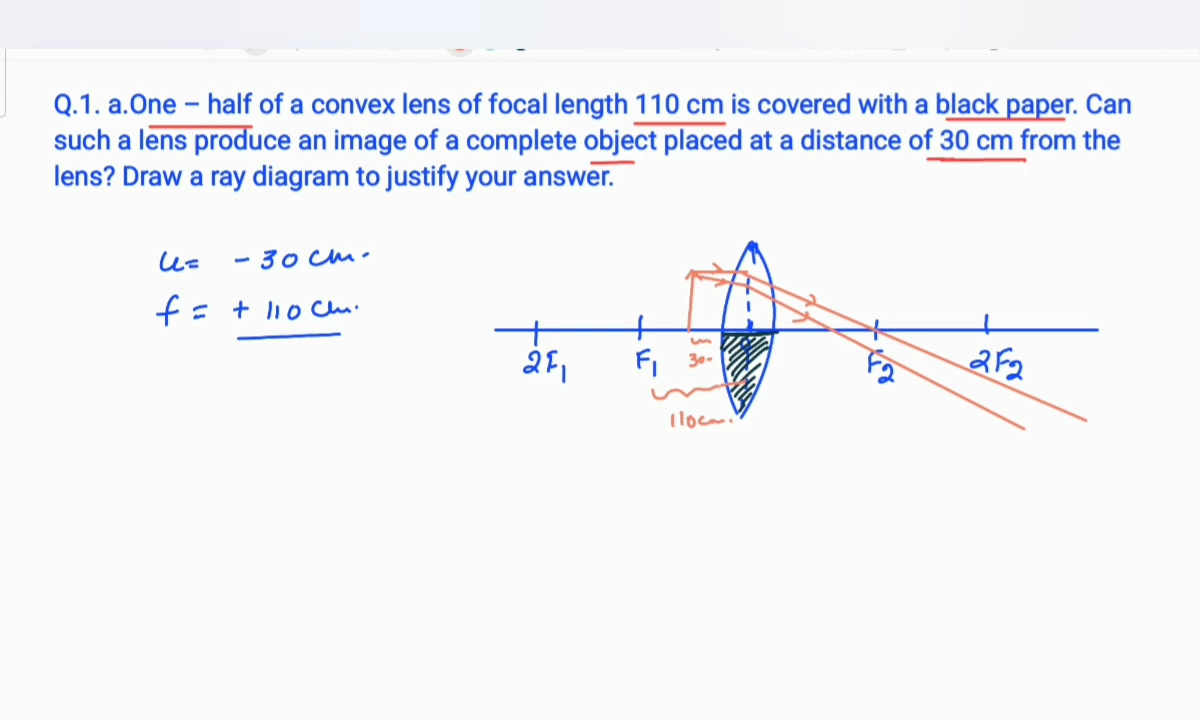 Q.1. a.One – half of a convex lens of focal length 110 cm is covered with a black paper. Can
such a lens produce an image of a complete object placed at a distance of 30 cm from the
lens? Draw a ray diagram to justify your answer.
u= - 30 cm.
f = + 110 cm.
2F1 F1 30- F2 2F2
110cm.